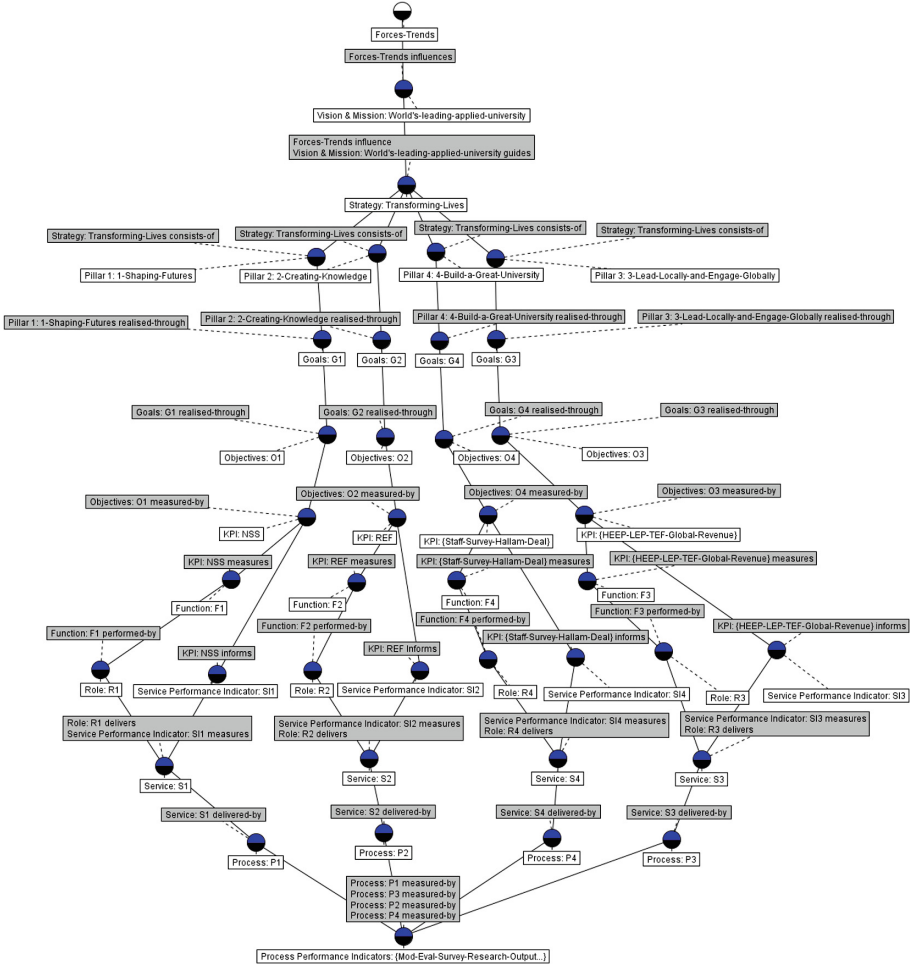 Forces-Trends
Forces-Trends influences
Vision & Mission: World's-leading-applied-university
Forces-Trends influence
Vision & Mission: World's-leading-applied-university guides
Strategy: Transforming-Lives
Strategy: Transforming-Lives consists-of
Strategy: Transforming-Lives consists-of
Strategy: Transforming-Lives consists-of
Strategy: Transforming-Lives consists-of
Pillar 1: 1-Shaping-Futures
Pillar 2: 2-Creating-Knowledge
Pillar 4: 4-Build-a-Great-University
Pillar 3: 3-Lead-Locally-and-Engage-Globally
Pillar 1: 1-Shaping-Futures realised-through
Pillar 2: 2-Creating-Knowledge realised-through
Pillar 4: 4-Build-a-Great-University realised-through
Pillar 3: 3-Lead-Locally-and-Engage-Globally realised-through
Goals: G1
Goals: G2
Goals: G4
Goals: G3
Goals: G1 realised-through
Goals: G2 realised-through
Goals: G4 realised-through
Goals: G3 realised-through
Objectives: O1
Objectives: O2
Objectives: O4
Objectives: O3
Objectives: O1 measured-by
Objectives: O2 measured-by
Objectives: O4 measured-by
Objectives: O3 measured-by
KPI: NSS
KPI: REF
KPI: {Staff-Survey-Hallam-Deal}
KPI: {HEEP-LEP-TEF-Global-Revenue}
KPI: NSS measures
KPI: REF measures
KPI: {Staff-Survey-Hallam-Deal} measures
KPI: {HEEP-LEP-TEF-Global-Revenue} measures
Function: F1
Function: F2
Function: F4
Function: F3
Function: F1 performed-by
Function: F2 performed-by
Function: F4 performed-by
Function: F3 performed-by
KPI: NSS informs
KPI: REF Informs
KPI: {Staff-Survey-Hallam-Deal} informs
KPI: {HEEP-LEP-TEF-Global-Revenue} informs
Role: R1
Service Performance Indicator: SI1
Role: R2
Service Performance Indicator: SI2
Role: R4
Service Performance Indicator: SI4
Role: R3
Service Performance Indicator: SI3
Role: R1 delivers
Service Performance Indicator: SI1 measures
Service Performance Indicator: SI2 measures
Role: R2 delivers
Service Performance Indicator: SI4 measures
Role: R4 delivers
Service Performance Indicator: SI3 measures
Role: R3 delivers
Service: S1
Service: S2
Service: S4
Service: S3
Service: S1 delivered-by
Service: S2 delivered-by
Service: S4 delivered-by
Service: S3 delivered-by
Process: P1
Process: P2
Process: P4
Process: P3
Process: P1 measured-by
Process: P3 measured-by
Process: P2 measured-by
Process: P4 measured-by
Process Performance Indicators: {Mod-Eval-Survey-Research-Output...}